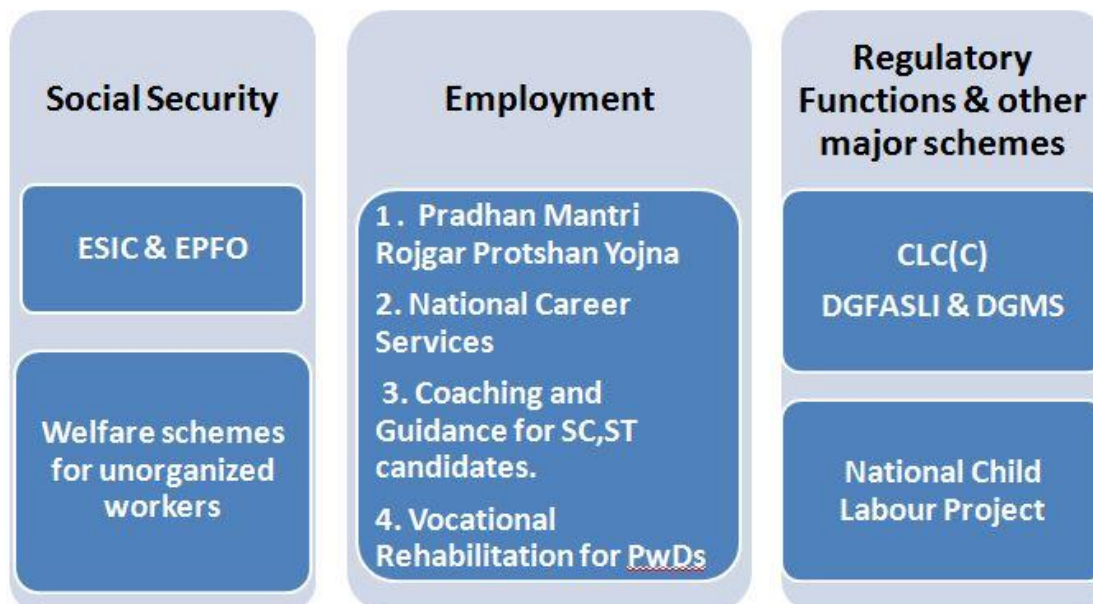 Social Security
ESIC & EPFO
Welfare schemes
for unorganized
workers
Employment
1 . Pradhan Mantri
Rojgar Protshan Yojna
2. National Career
Services
3. Coaching and
Guidance for SC,ST
candidates.
4. Vocational
Rehabilitation for PwDs
Regulatory
Functions & other
major schemes
CLC(C)
DGFASLI & DGMS
National Child
Labour Project